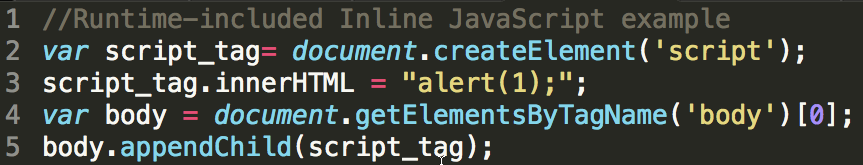 1 //Runtime-included Inline JavaScript example
2 var script_tag= document.createElement('script');
3 script_tag.innerHTML = "alert(1);";
4 var body = document.getElementsByTagName('body')[0];
5 body.appendChild(script_tag);